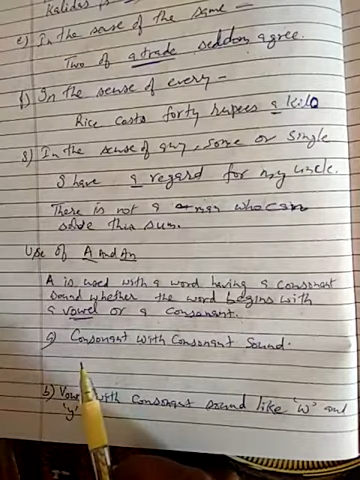 Kalidas is
e) In the sense of the same -
Two of a trade seldom agree.
f) In the sense of every -
Rice costs forty rupees a kilo
g) In the sense of any, some or single
I have a regard for my uncle.
There is not a man who can
solve this sum.
Use of A and An
A is used with a word having a consonant
sound whether the word begins with
a vowel or a consonant.
a) Consonant with Consonant Sound.
b) Vowel with consonant sound like 'w' and
'y'